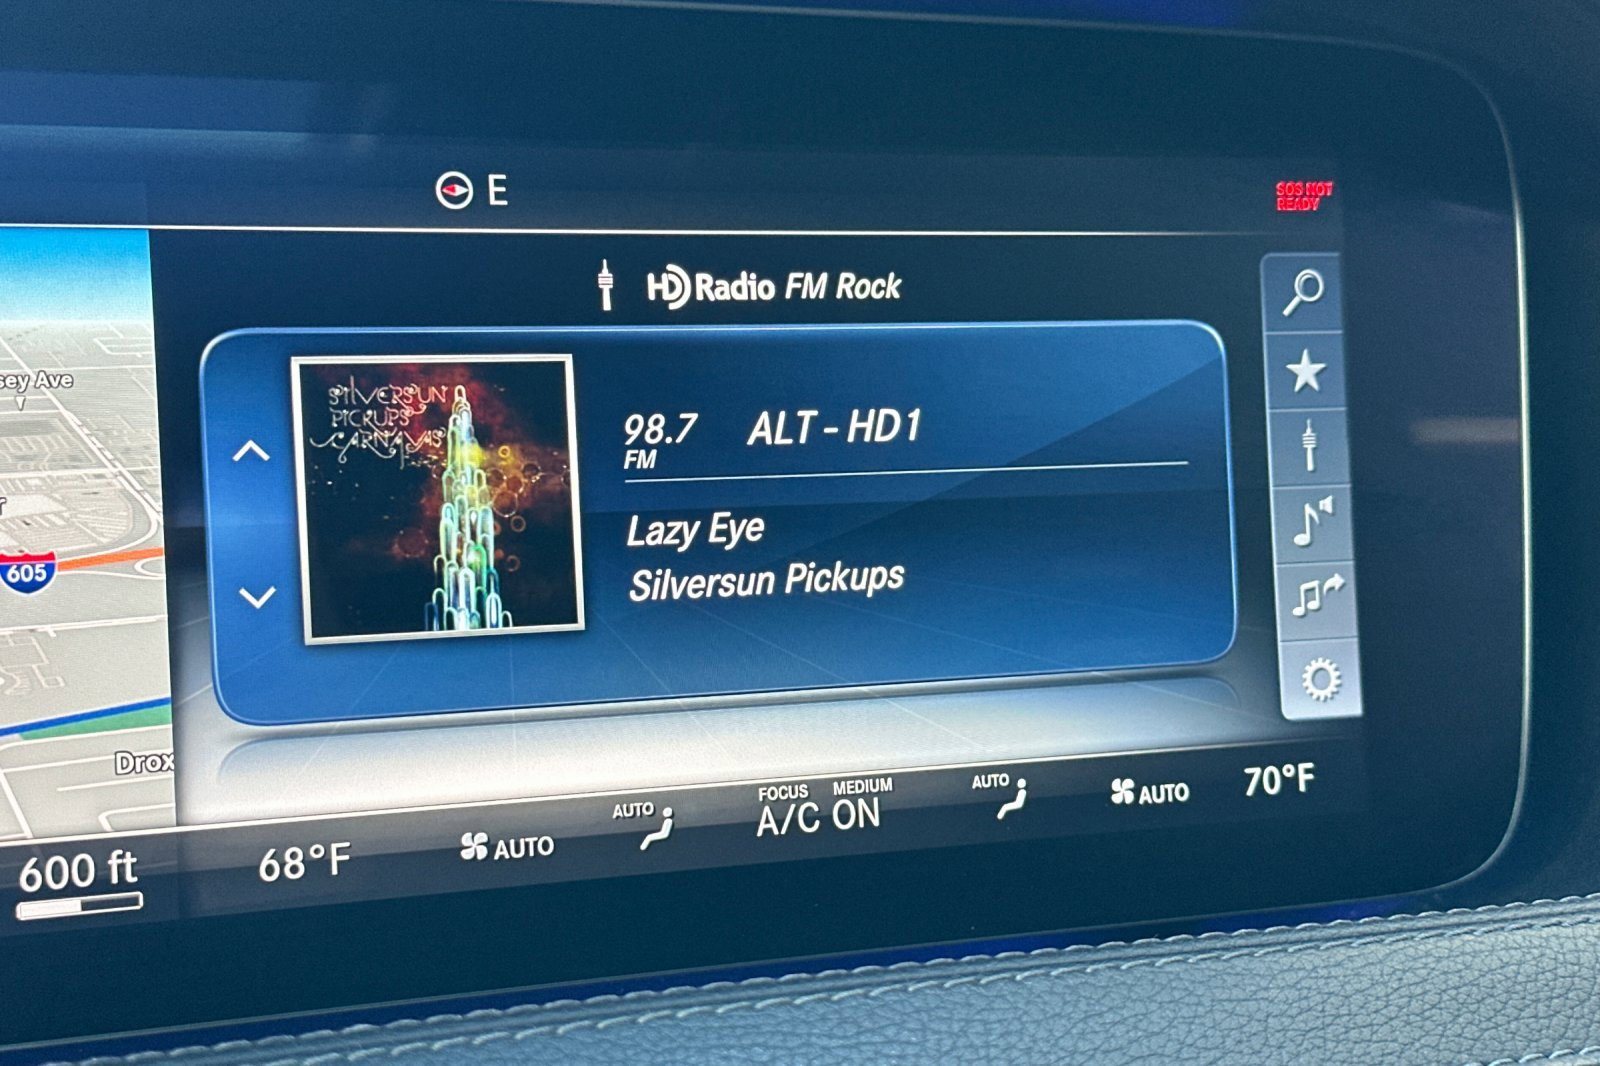 E
SOS NOT
READY
HD Radio FM Rock
SILVERSUN
PICKUPS
CARNAVAS
98.7 ALT - HD1
FM
Lazy Eye
Silversun Pickups
sey Ave
605
Drox
600 ft
68°F
AUTO
AUTO
FOCUS MEDIUM
A/C ON
AUTO
AUTO
70°F